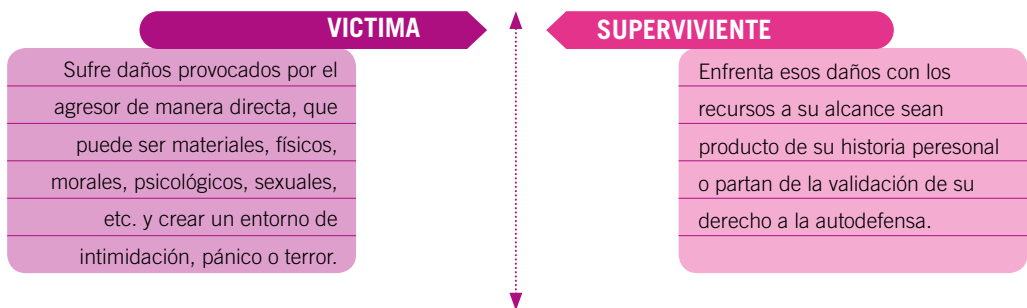 VICTIMA
Sufre daños provocados por el
agresor de manera directa, que
puede ser materiales, físicos,
morales, psicológicos, sexuales,
etc. y crear un entorno de
intimidación, pánico o terror.
SUPERVIVIENTE
Enfrenta esos daños con los
recursos a su alcance sean
producto de su historia peresonal
o partan de la validación de su
derecho a la autodefensa.